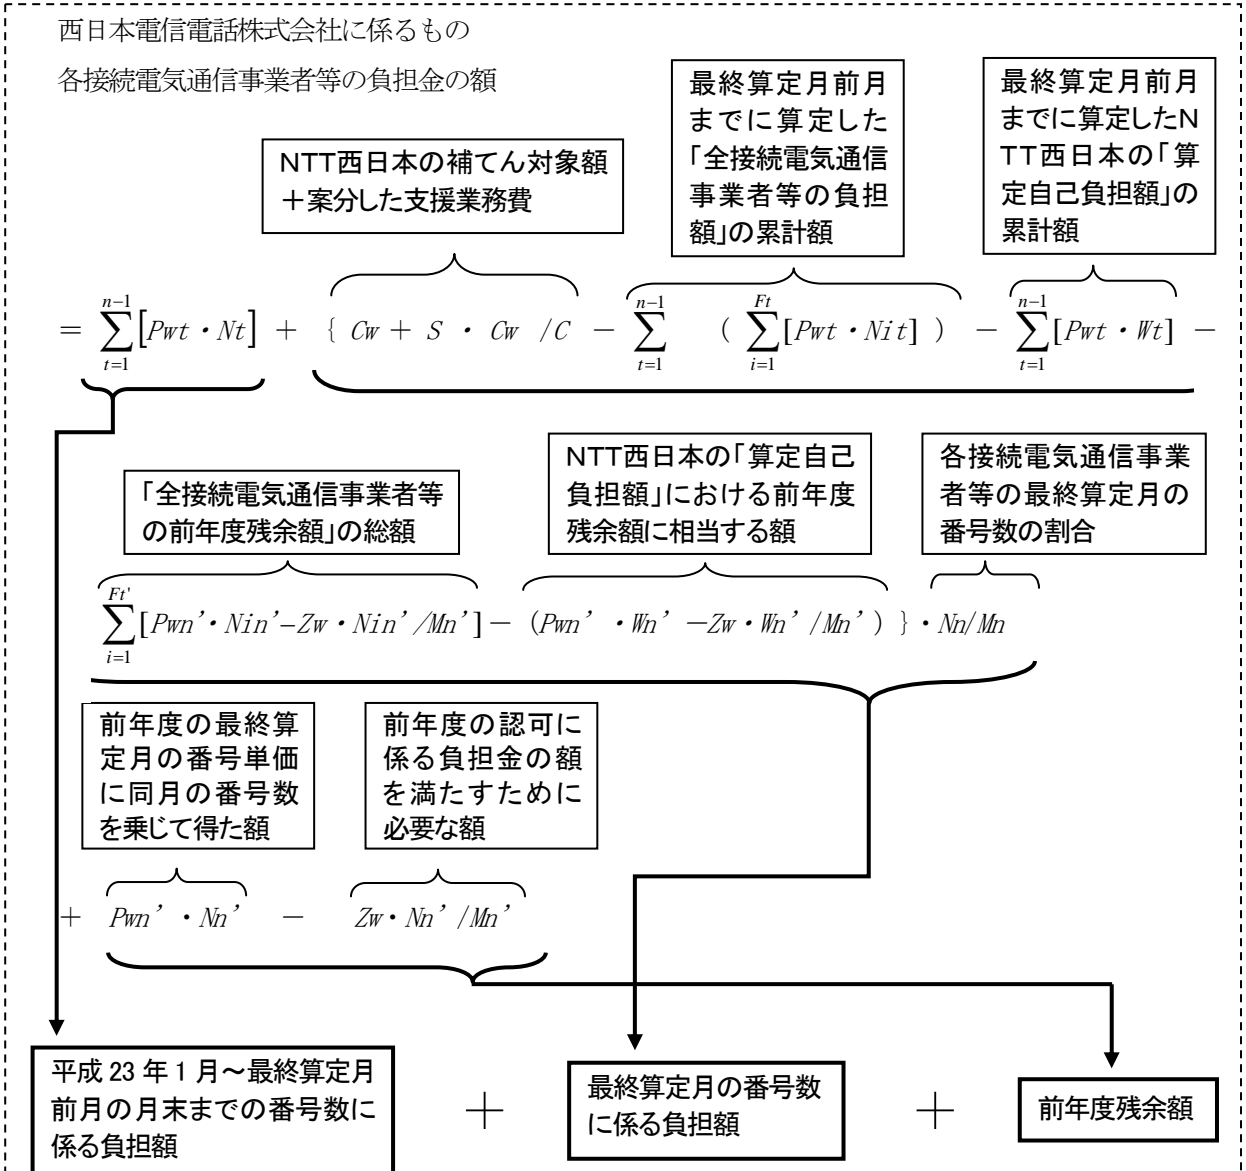 西日本電信電話株式会社に係るもの
各接続電気通信事業者等の負担金の額
NTT西日本の補てん対象額
＋案分した支援業務費
最終算定月前月
までに算定した
「全接続電気通信
事業者等の負担
額」の累計額
最終算定月前月
までに算定したN
TT西日本の「算
定自己負担額」の
累計額
= \sum_{t=1}^{n-1}[Pwt・Nt] + { Cw + S ・ Cw /C − \sum_{t=1}^{n-1} ( \sum_{i=1}^{Ft}[Pwt・Nit] ) − \sum_{t=1}^{n-1}[Pwt・Wt] −
「全接続電気通信事業者等
の前年度残余額」の総額
NTT西日本の「算定自己
負担額」における前年度
残余額に相当する額
各接続電気通信事業
者等の最終算定月の
番号数の割合
\sum_{i=1}^{Ft'}[Pwn’・Nin’−Zw・Nin’/Mn’] − (Pwn’・Wn’−Zw・Wn’/Mn’) }・Nn/Mn
前年度の最終算
定月の番号単価
に同月の番号数
を乗じて得た額
前年度の認可に
係る負担金の額
を満たすために
必要な額
+ Pwn’・Nn’ − Zw・Nn’/Mn’
平成 23 年 1 月～最終算定月
前月の月末までの番号数に
係る負担額
＋
最終算定月の番号数
に係る負担額
＋
前年度残余額